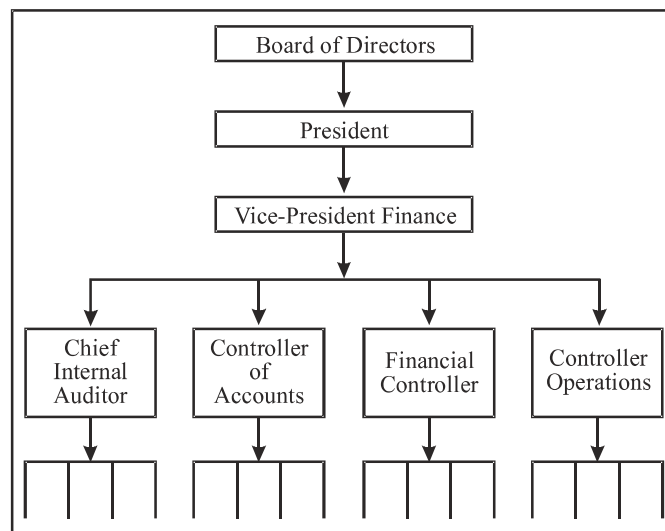 Board of Directors
President
Vice-President Finance
Chief
Internal
Auditor
Controller
of
Accounts
Financial
Controller
Controller
Operations